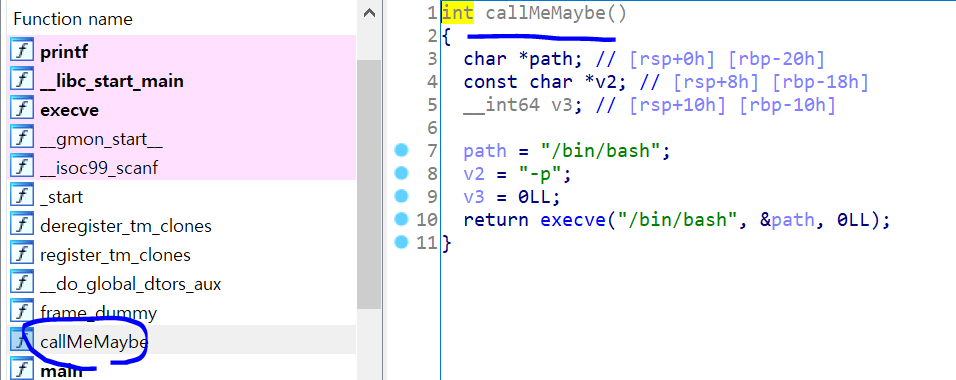 Function name
f printf
f __libc_start_main
f execve
f __gmon_start__
f __isoc99_scanf
f _start
f deregister_tm_clones
f register_tm_clones
f __do_global_dtors_aux
f frame_dummy
f callMeMaybe
f main
1 int callMeMaybe()
2 {
3 char *path; // [rsp+0h] [rbp-20h]
4 const char *v2; // [rsp+8h] [rbp-18h]
5 __int64 v3; // [rsp+10h] [rbp-10h]
6
7 path = "/bin/bash";
8 v2 = "-p";
9 v3 = 0LL;
10 return execve("/bin/bash", &path, 0LL);
11 }